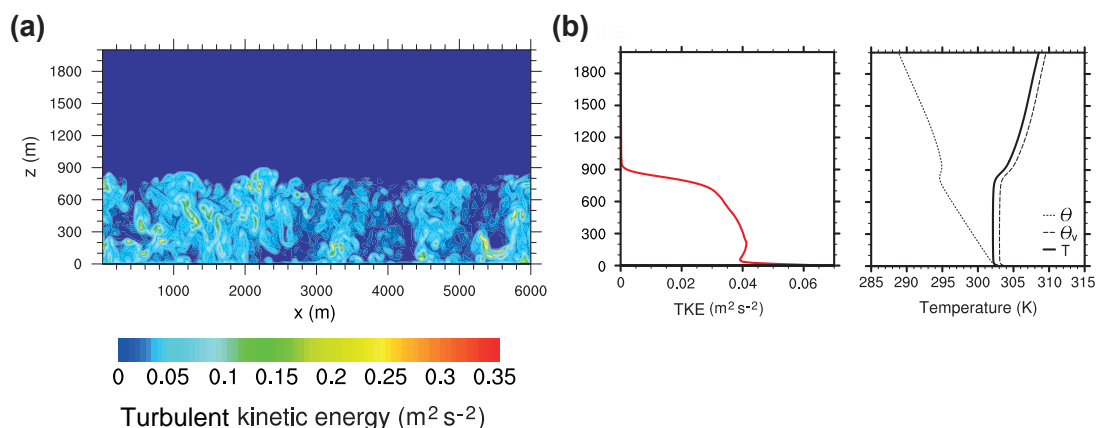 (a)
(b)
1800
1500
1200
900
600
300
0
z (m)
1000 2000 3000 4000 5000 6000
x (m)
0 0.05 0.1 0.15 0.2 0.25 0.3 0.35
Turbulent kinetic energy (m² s-²)
1800
1500
1200
900
600
300
0
0 0.02 0.04 0.06
TKE (m² s-²)
Θ
Θv
T
285 290 295 300 305 310 315
Temperature (K)